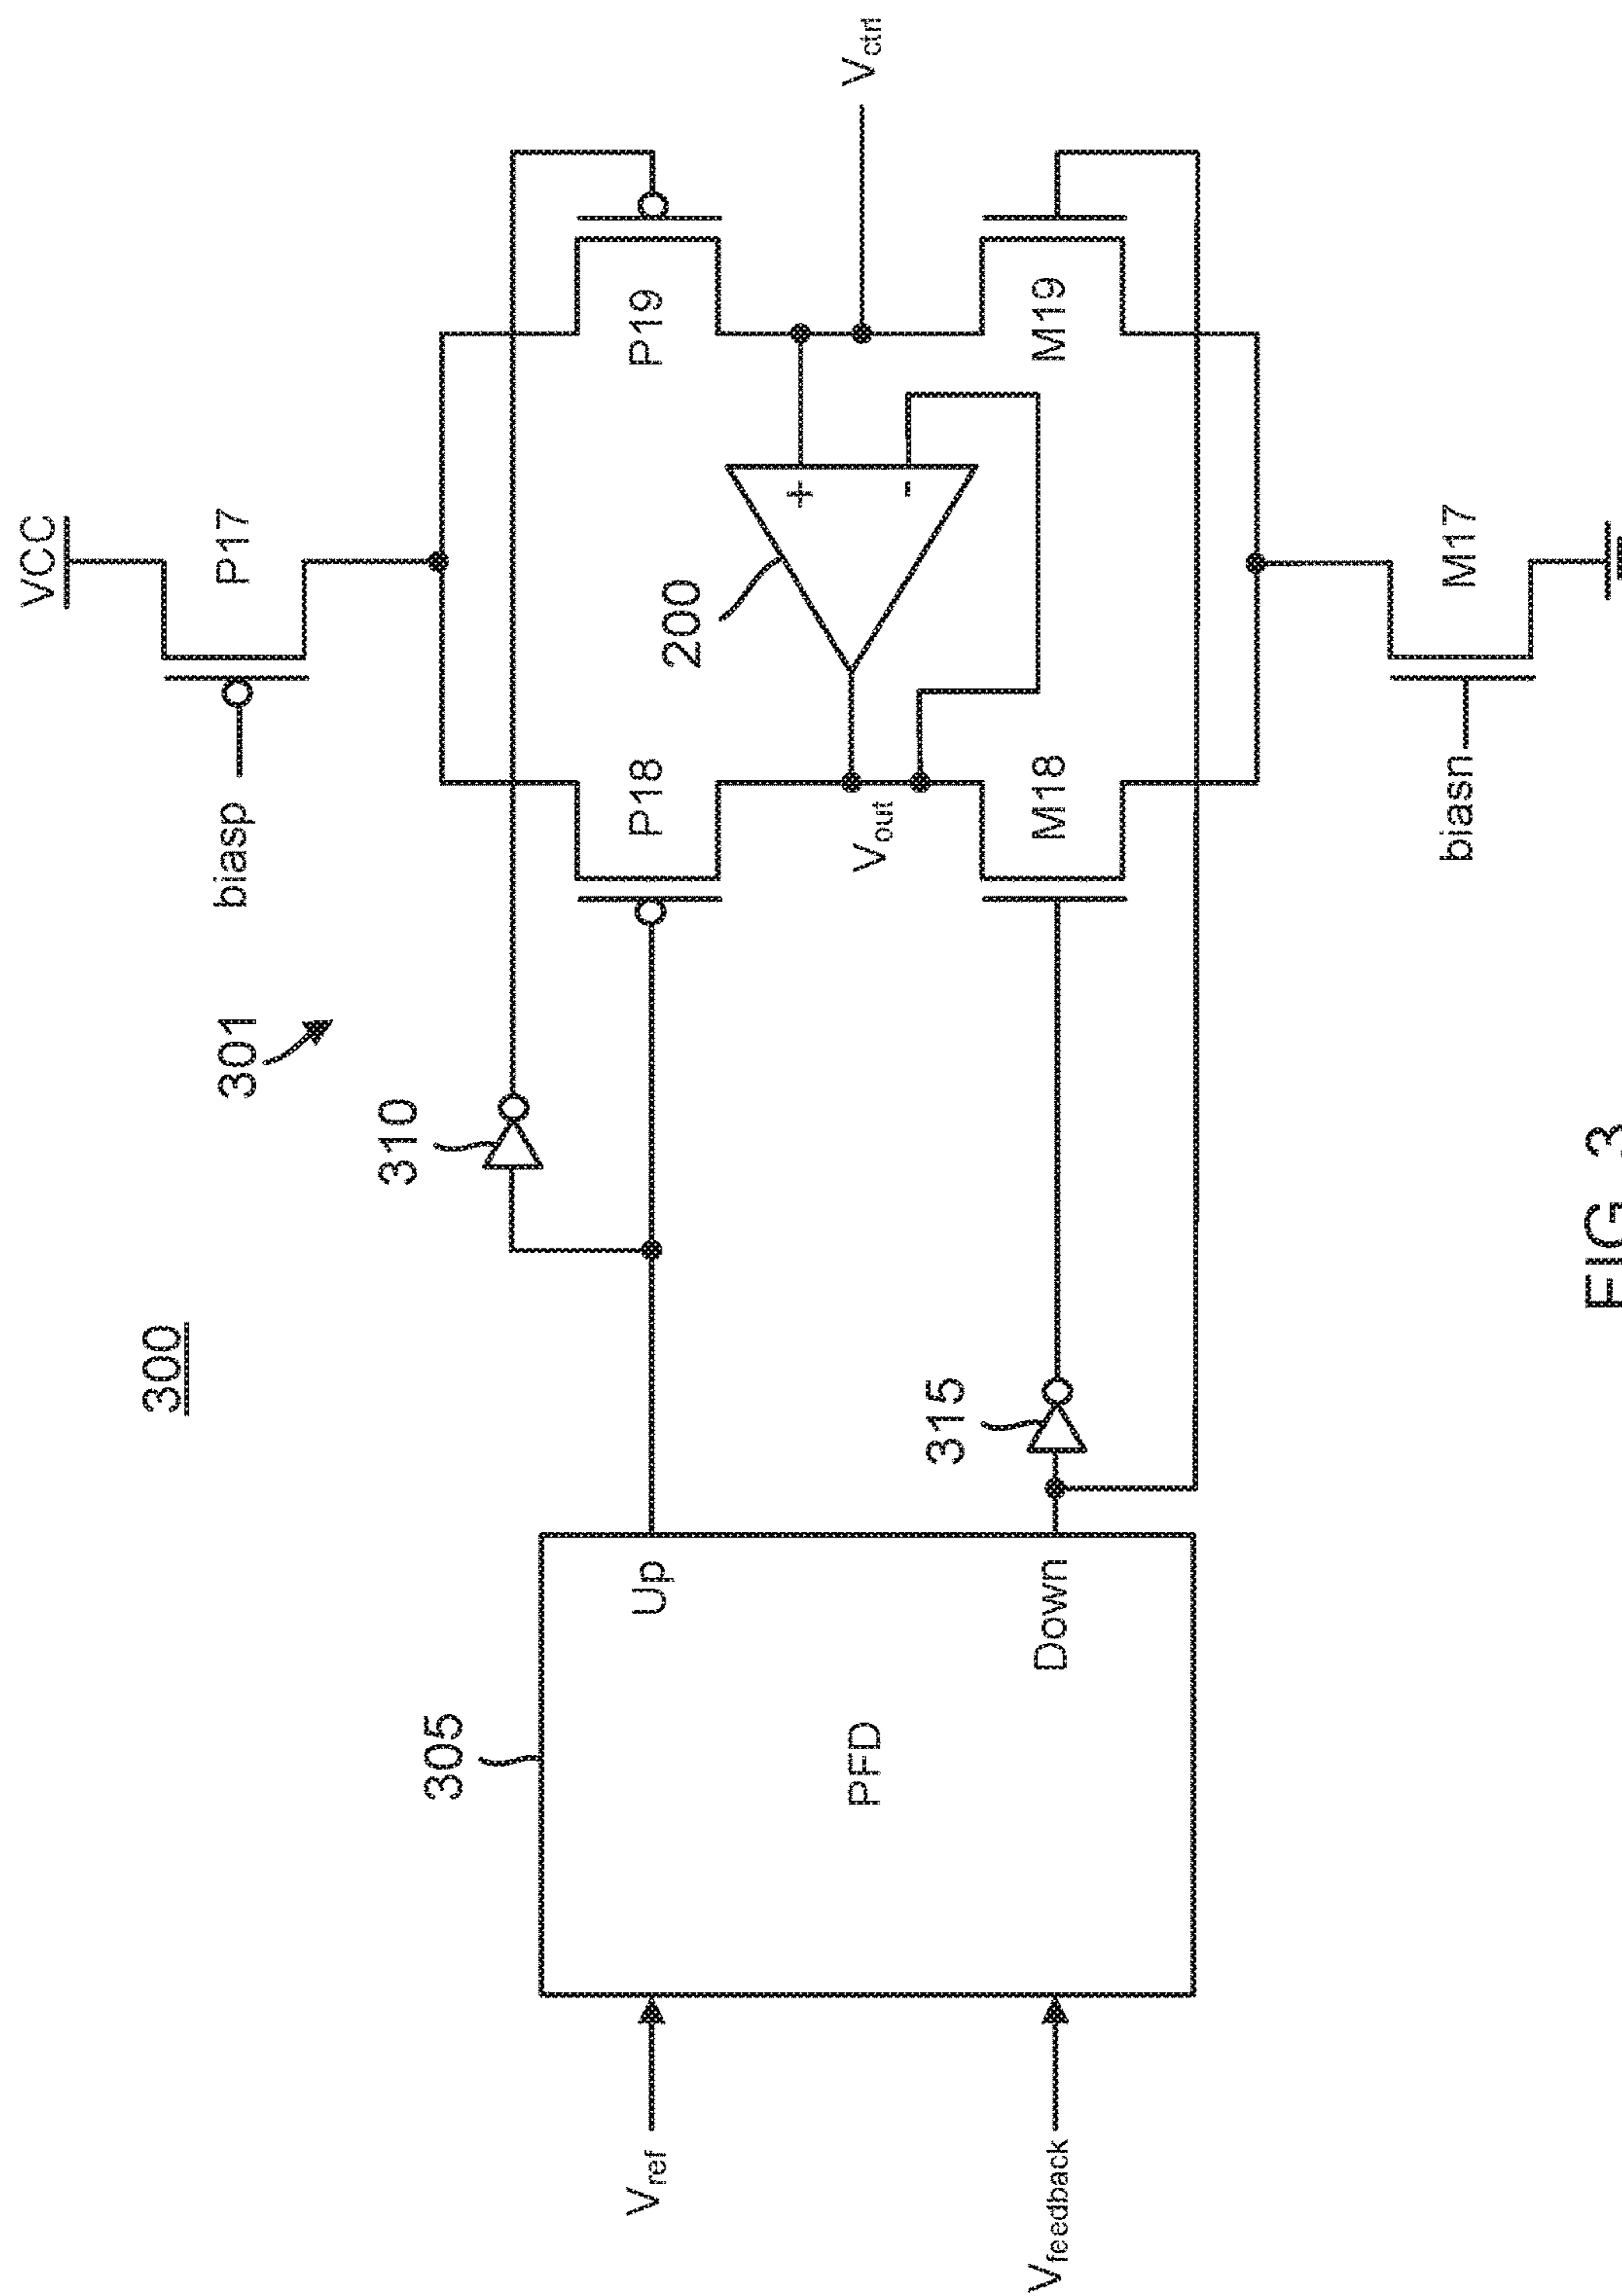 300
301
305
310
315
200
VCC
P17
biasp
P18
P19
Up
Down
PFD
V_ref
V_feedback
V_out
V_ctrl
+
-
M18
M19
M17
biasn
FIG. 3